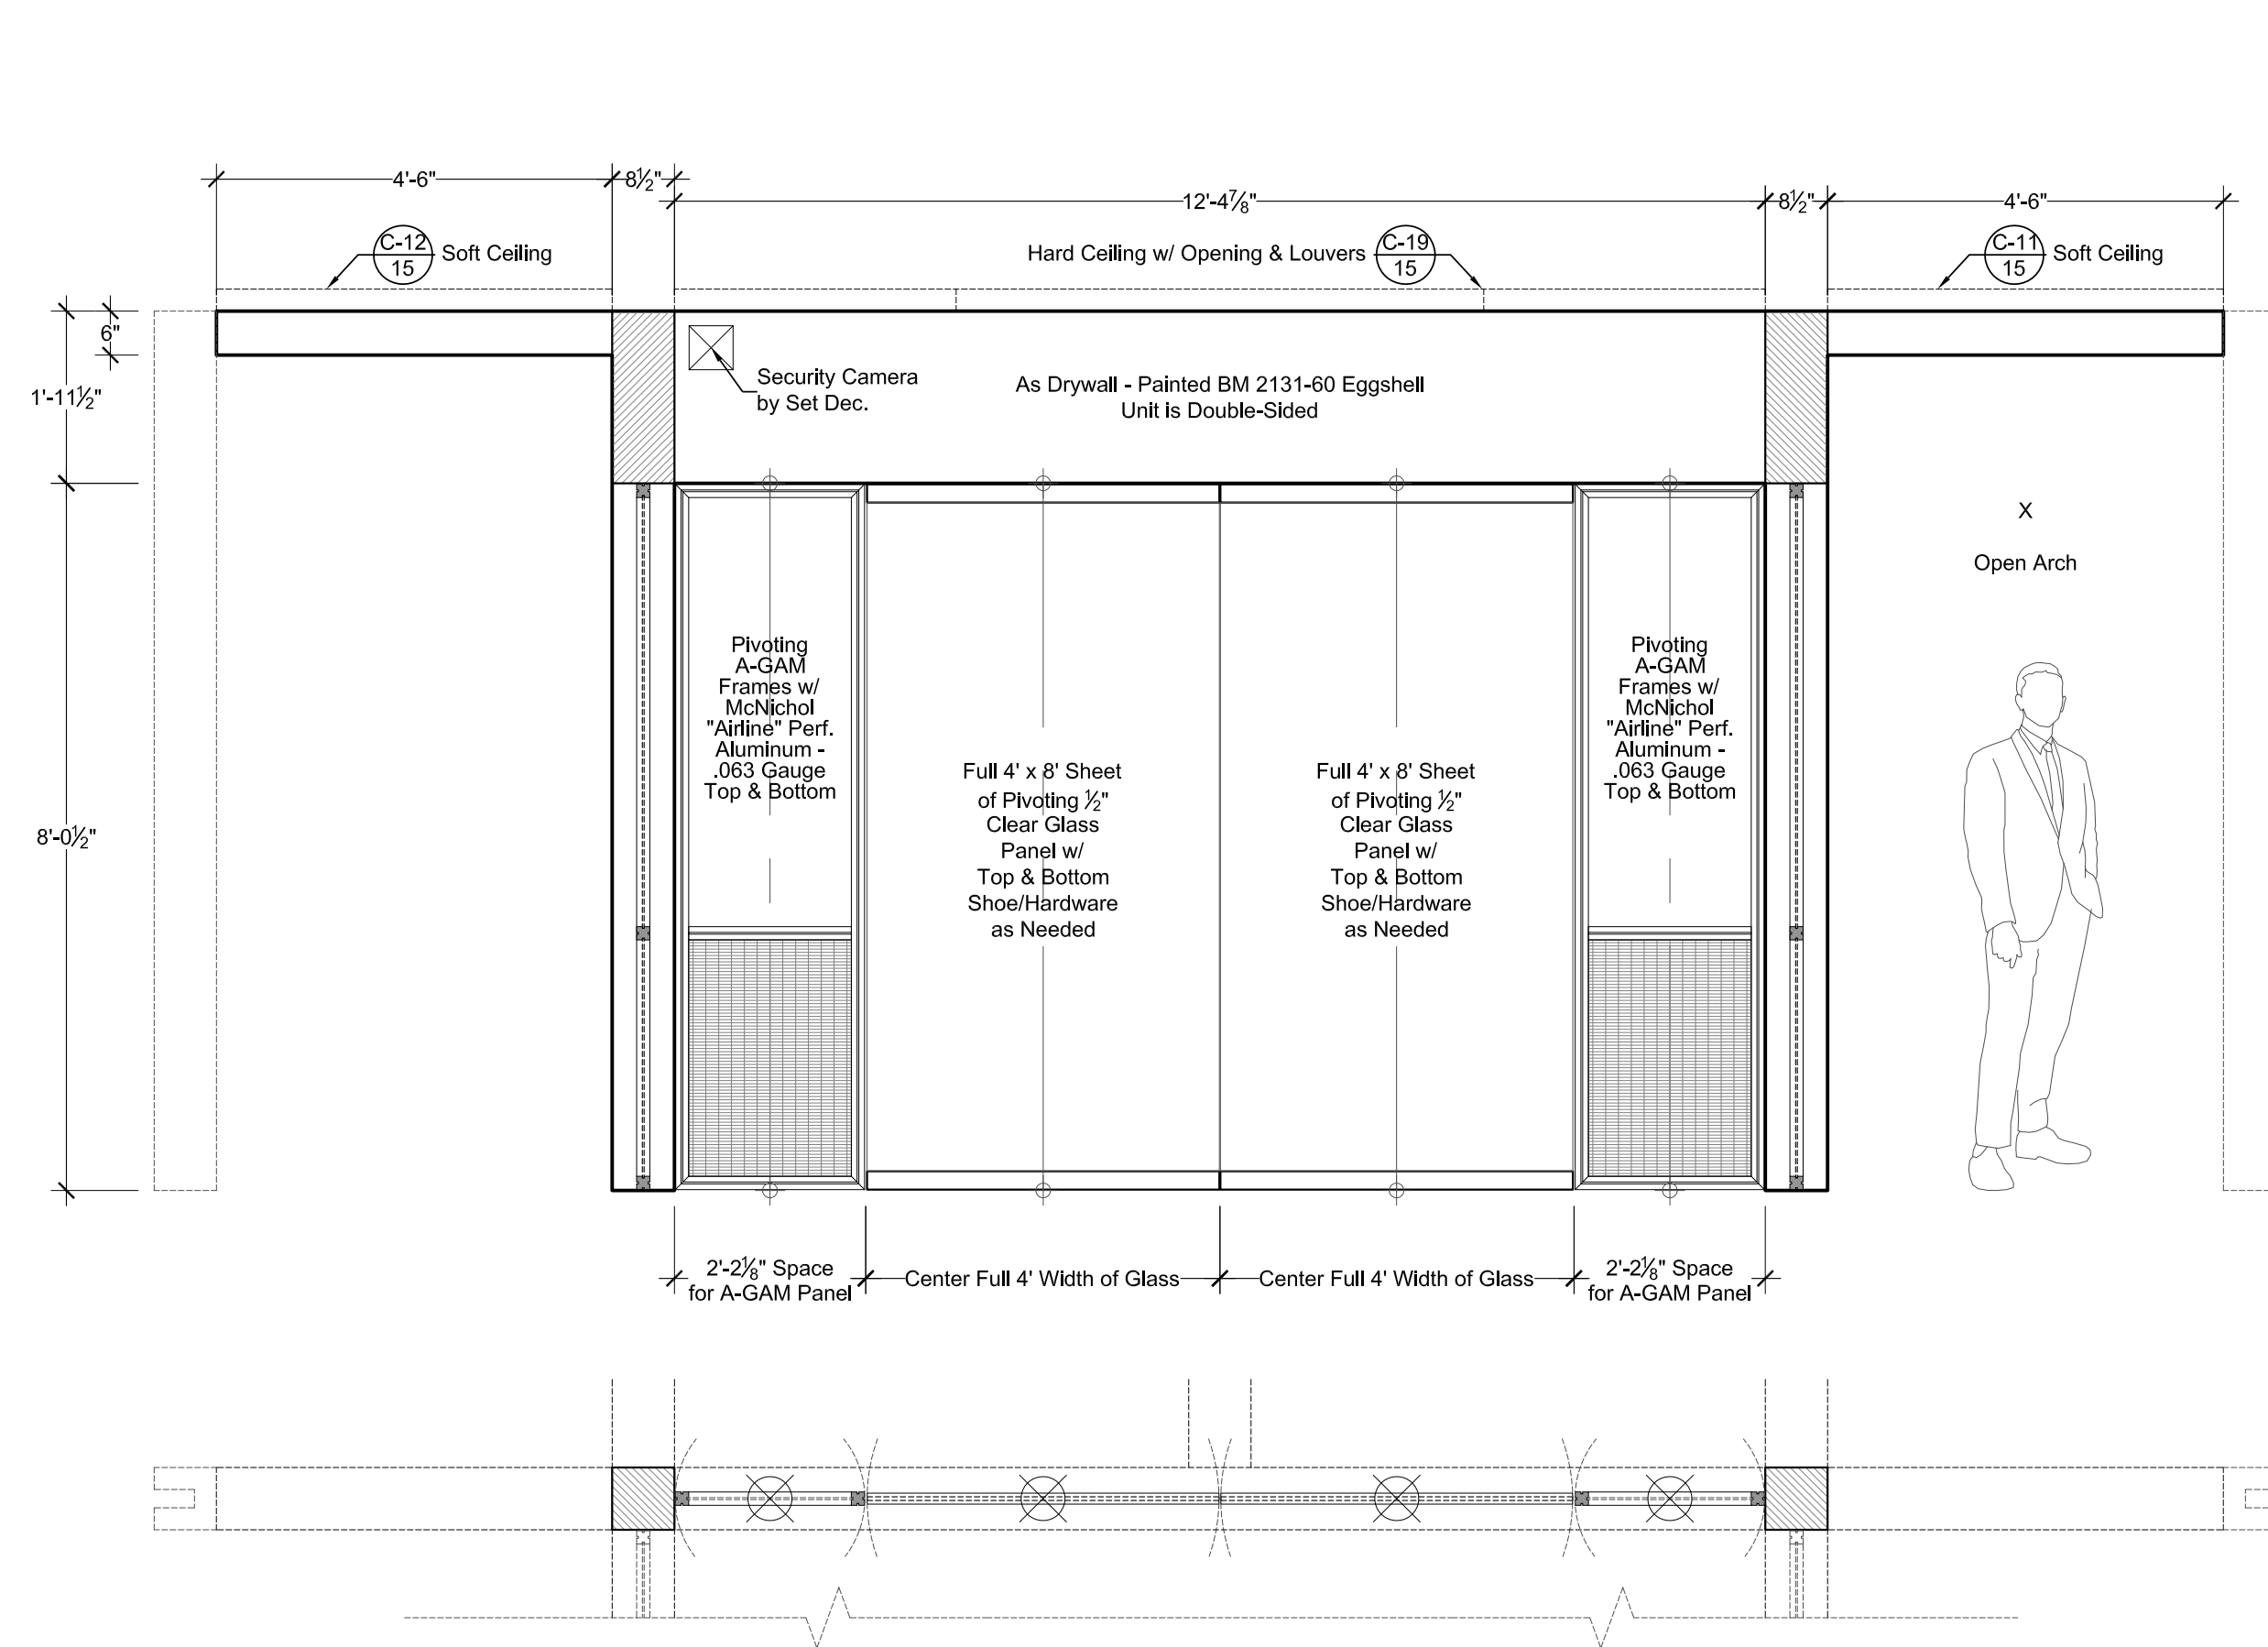 4'-6"
8½"
12'-4⅞"
8½"
4'-6"
C-12
15
Soft Ceiling
Hard Ceiling w/ Opening & Louvers
C-19
15
C-11
15
Soft Ceiling
6"
1'-11½"
8'-0½"
Security Camera
by Set Dec.
As Drywall - Painted BM 2131-60 Eggshell
Unit is Double-Sided
X
Open Arch
Pivoting
A-GAM
Frames w/
McNichol
"Airline" Perf.
Aluminum -
.063 Gauge
Top & Bottom
Full 4' x 8' Sheet
of Pivoting ½"
Clear Glass
Panel w/
Top & Bottom
Shoe/Hardware
as Needed
Full 4' x 8' Sheet
of Pivoting ½"
Clear Glass
Panel w/
Top & Bottom
Shoe/Hardware
as Needed
Pivoting
A-GAM
Frames w/
McNichol
"Airline" Perf.
Aluminum -
.063 Gauge
Top & Bottom
2'-2⅛" Space
for A-GAM Panel
Center Full 4' Width of Glass
Center Full 4' Width of Glass
2'-2⅛" Space
for A-GAM Panel